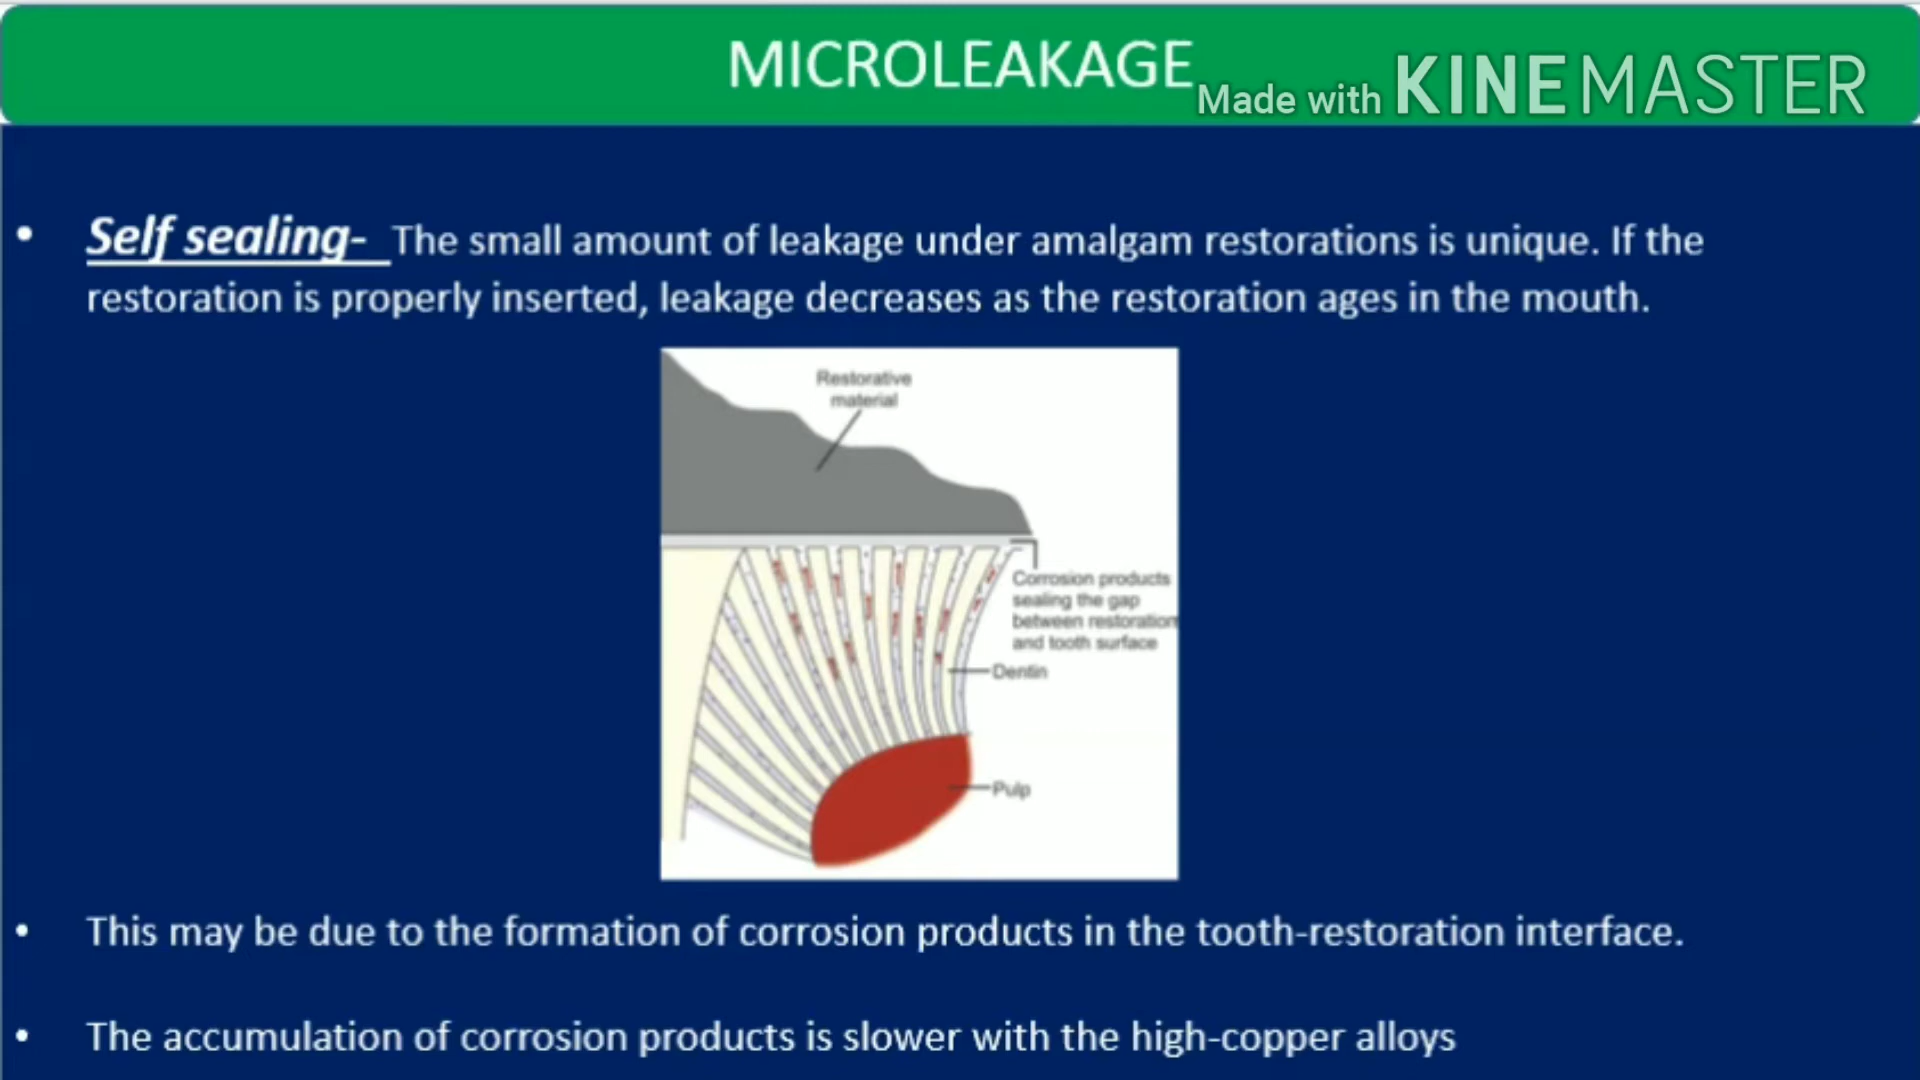 MICROLEAKAGE
Made with KINEMASTER
• Self sealing- The small amount of leakage under amalgam restorations is unique. If the
restoration is properly inserted, leakage decreases as the restoration ages in the mouth.
Restorative
material
Corrosion products
sealing the gap
between restoration
and tooth surface
Dentin
Pulp
• This may be due to the formation of corrosion products in the tooth-restoration interface.
• The accumulation of corrosion products is slower with the high-copper alloys